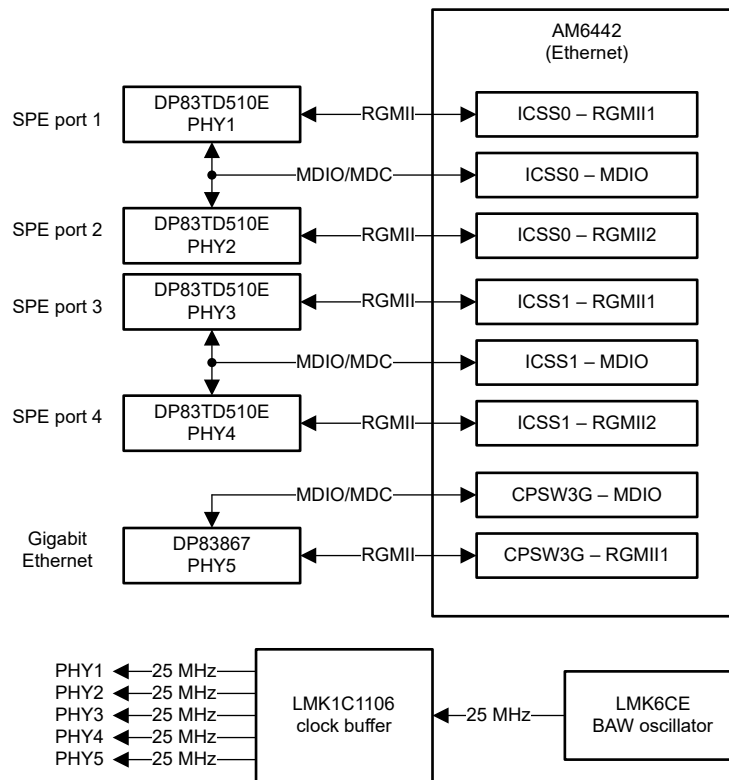 AM6442
(Ethernet)
SPE port 1
DP83TD510E
PHY1
RGMII
ICSS0 – RGMII1
MDIO/MDC
ICSS0 – MDIO
SPE port 2
DP83TD510E
PHY2
RGMII
ICSS0 – RGMII2
SPE port 3
DP83TD510E
PHY3
RGMII
ICSS1 – RGMII1
MDIO/MDC
ICSS1 – MDIO
SPE port 4
DP83TD510E
PHY4
RGMII
ICSS1 – RGMII2
MDIO/MDC
CPSW3G – MDIO
Gigabit
Ethernet
DP83867
PHY5
RGMII
CPSW3G – RGMII1
PHY1
25 MHz
PHY2
25 MHz
PHY3
25 MHz
PHY4
25 MHz
PHY5
25 MHz
LMK1C1106
clock buffer
25 MHz
LMK6CE
BAW oscillator